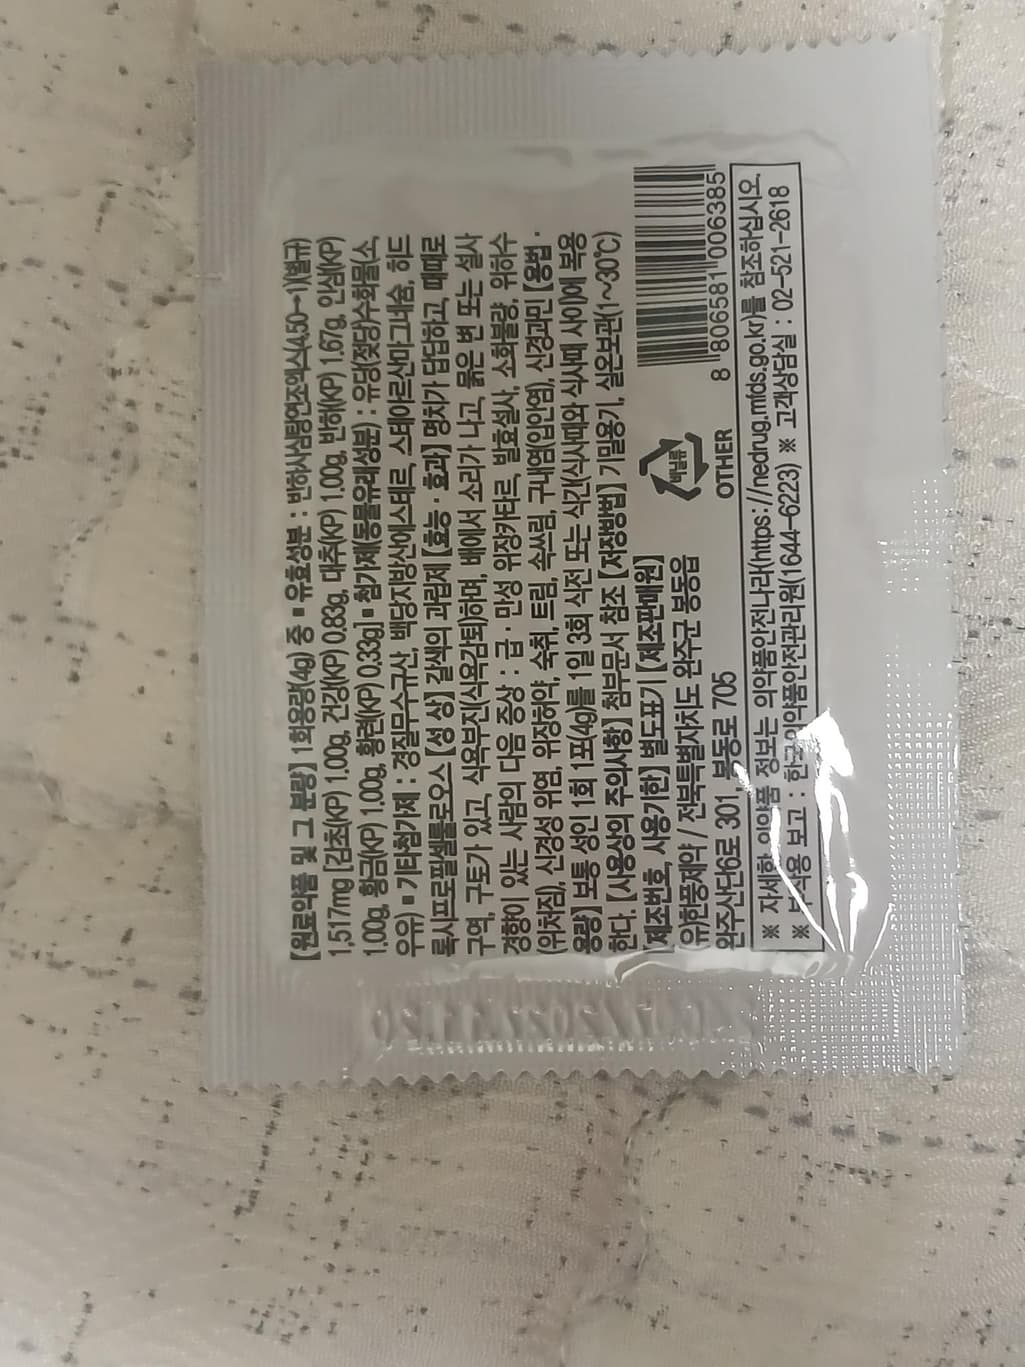 [원료약품 및 그 분량] 1회용량(4g) 중 ▪ 유효성분 : 반하사심탕연조엑스(4.50→1)(별규)
1,517mg [감초(KP) 1.00g, 건강(KP) 0.83g, 대추(KP) 1.00g, 반하(KP) 1.67g, 인삼(KP)
1.00g, 황금(KP) 1.00g, 황련(KP) 0.33g] ▪ 첨가제(동물유래성분) : 유당(젖당)수화물(소,
우유) ▪ 기타첨가제 : 경질무수규산, 백당지방산에스테르, 스테아르산마그네슘, 히드
록시프로필셀룰로오스 [성 상] 갈색의 과립제 [효능 · 효과] 명치가 답답하고, 때때로
구역, 구토가 있고, 식욕부진(식욕감퇴)하며, 배에서 소리가 나고, 묽은 변 또는 설사
경향이 있는 사람의 다음 증상 : 급 · 만성 위장카타르, 발효설사, 소화불량, 위하수
(위처짐), 신경성 위염, 위장허약, 숙취, 트림, 속쓰림, 구내염(입안염), 신경과민 [용법 ·
용량] 보통 성인 1회 1포(4g)를 1일 3회 식전 또는 식간(식사때와 식사때 사이)에 복용
한다. [사용상의 주의사항] 첨부문서 참조 [저장방법] 기밀용기, 실온보관(1~30℃)
[제조번호, 사용기한] 별도표기 [제조판매원]
(유)한풍제약 / 전북특별자치도 완주군 봉동읍
완주산단6로 301, 봉동로 705
비닐류
OTHER
8 806581 006385
※ 자세한 의약품 정보는 의약품안전나라(https://nedrug.mfds.go.kr)를 참조하십시오.
※ 부작용 보고 : 한국의약품안전관리원(1644-6223) ※ 고객상담실 : 02-521-2618